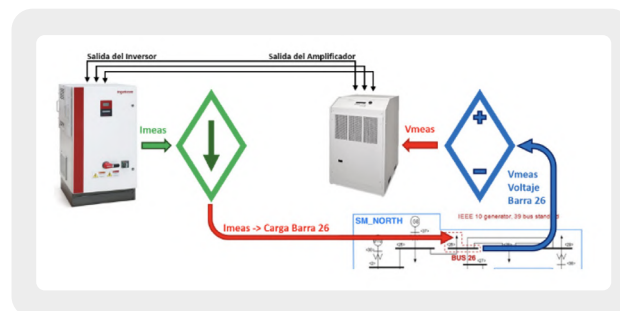 Salida del Inversor
Salida del Amplificador
Imeas
Vmeas
Vmeas
Voltaje
Barra 26
Imeas -> Carga Barra 26
SM_NORTH
IEEE 10 generator. 39 bus standard
BUS 26